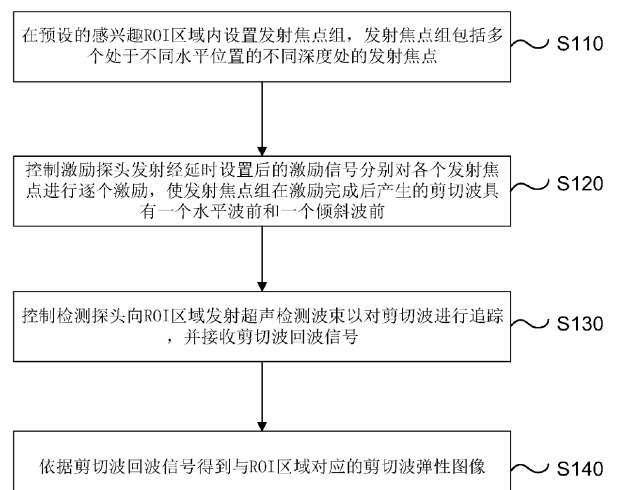 在预设的感兴趣ROI区域内设置发射焦点组，发射焦点组包括多
个处于不同水平位置的不同深度处的发射焦点
S110
控制激励探头发射经延时设置后的激励信号分别对各个发射焦
点进行逐个激励，使发射焦点组在激励完成后产生的剪切波具
有一个水平波前和一个倾斜波前
S120
控制检测探头向ROI区域发射超声检测波束以对剪切波进行追踪
，并接收剪切波回波信号
S130
依据剪切波回波信号得到与ROI区域对应的剪切波弹性图像
S140